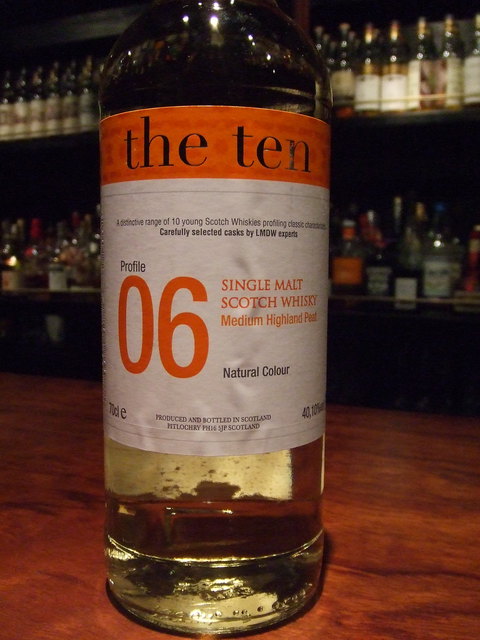 the ten
A distinctive range of 10 young Scotch Whiskies profiling classic
Carefully selected casks by LMDW experts
Profile
06
SINGLE MALT
SCOTCH WHISKY
Medium Highland Peat
Natural Colour
70cl e
40,10%
PRODUCED AND BOTTLED IN SCOTLAND
PITLOCHRY PH16 5JP SCOTLAND